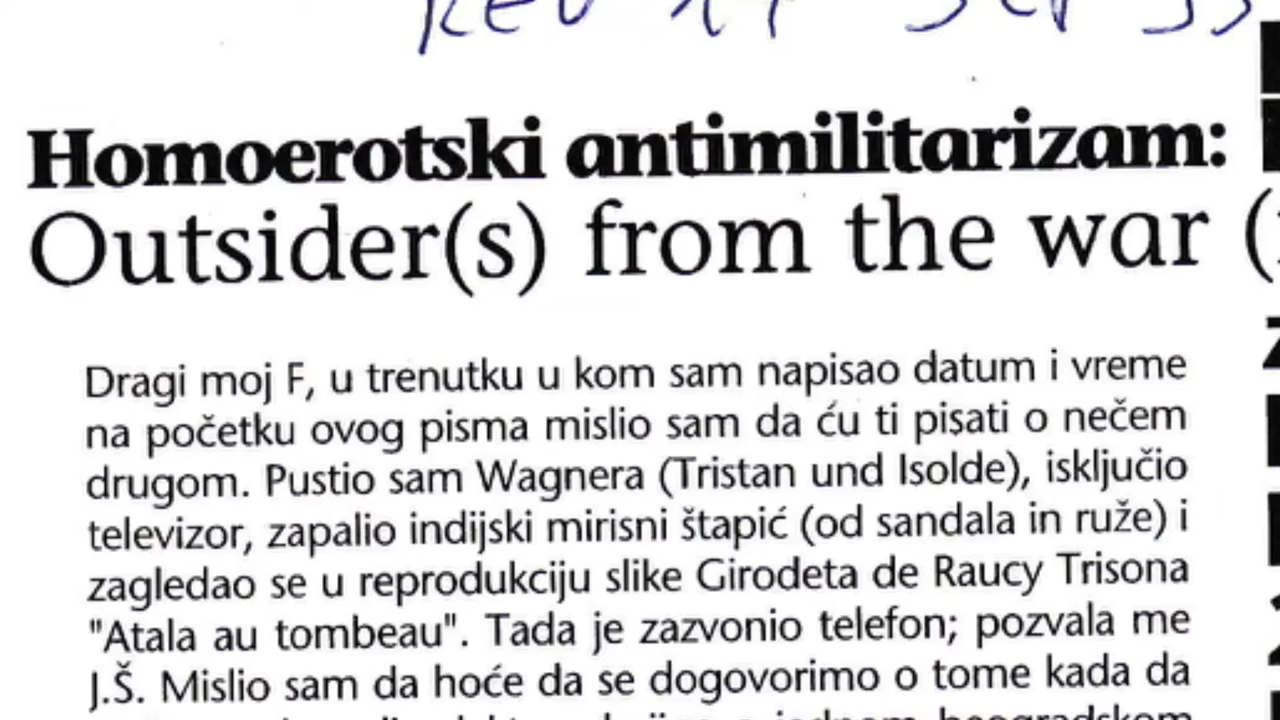 Homoerotski antimilitarizam:
Outsider(s) from the war (
Dragi moj F, u trenutku u kom sam napisao datum i vreme
na početku ovog pisma mislio sam da ću ti pisati o nečem
drugom. Pustio sam Wagnera (Tristan und Isolde), isključio
televizor, zapalio indijski mirisni štapić (od sandala in ruže) i
zagledao se u reprodukciju slike Girodeta de Raucy Trisona
"Atala au tombeau". Tada je zazvonio telefon; pozvala me
J.Š. Mislio sam da hoće da se dogovorimo o tome kada da